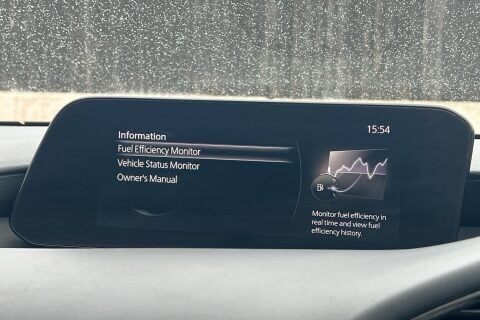 15:54
Information
Fuel Efficiency Monitor
Vehicle Status Monitor
Owner's Manual
Monitor fuel efficiency in
real time and view fuel
efficiency history.